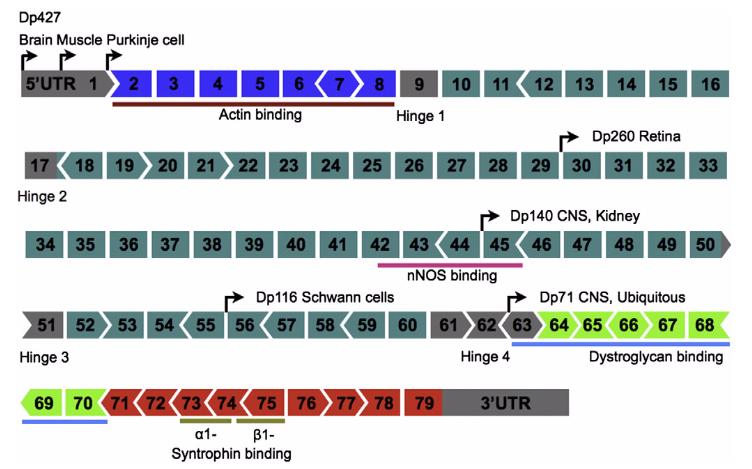 Dp427
Brain Muscle Purkinje cell
5'UTR 1 2 3 4 5 6 7 8 9 10 11 12 13 14 15 16
Actin binding Hinge 1
Dp260 Retina
17 18 19 20 21 22 23 24 25 26 27 28 29 30 31 32 33
Hinge 2
Dp140 CNS, Kidney
34 35 36 37 38 39 40 41 42 43 44 45 46 47 48 49 50
nNOS binding
Dp116 Schwann cells Dp71 CNS, Ubiquitous
51 52 53 54 55 56 57 58 59 60 61 62 63 64 65 66 67 68
Hinge 3 Hinge 4 Dystroglycan binding
69 70 71 72 73 74 75 76 77 78 79 3'UTR
α1- β1-
Syntrophin binding